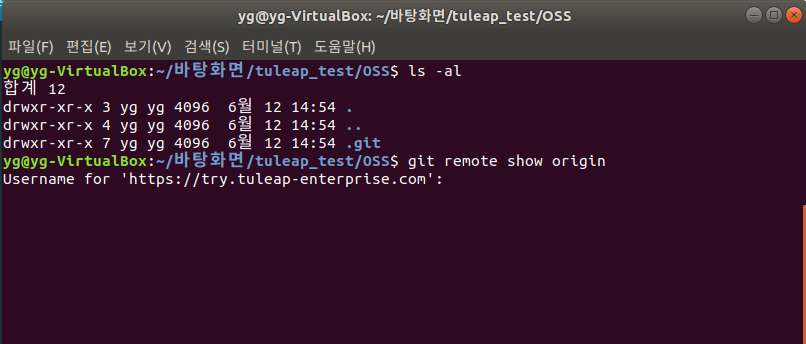 yg@yg-VirtualBox: ~/바탕화면/tuleap_test/OSS
파일(F) 편집(E) 보기(V) 검색(S) 터미널(T) 도움말(H)
yg@yg-VirtualBox:~/바탕화면/tuleap_test/OSS$ ls -al
합계 12
drwxr-xr-x 3 yg yg 4096  6월 12 14:54 .
drwxr-xr-x 4 yg yg 4096  6월 12 14:54 ..
drwxr-xr-x 7 yg yg 4096  6월 12 14:54 .git
yg@yg-VirtualBox:~/바탕화면/tuleap_test/OSS$ git remote show origin
Username for 'https://try.tuleap-enterprise.com':